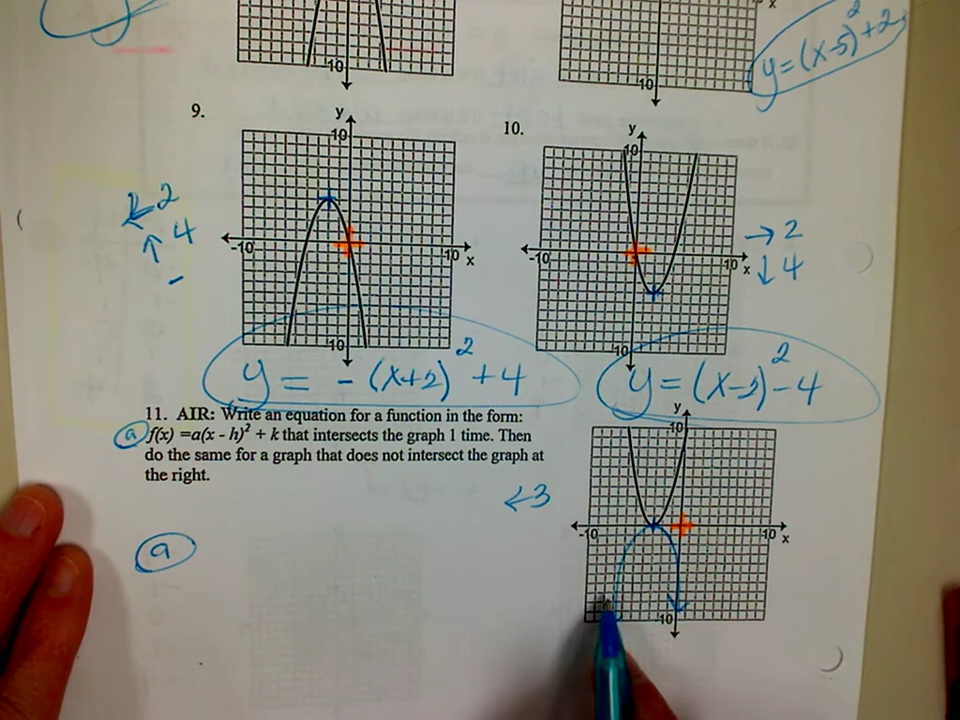 10
10
x
y=(x-5)²+2
9.
y
10
-10
10
x
10
←2
↑ 4
-
y = -(x+2)² +4
10.
y
10
-10
10
x
10
→ 2
↓ 4
y=(x-2)²-4
11. AIR: Write an equation for a function in the form:
a f(x) =a(x - h)² + k that intersects the graph 1 time. Then
do the same for a graph that does not intersect the graph at
the right.
←3
a
y
10
-10
10
x
10